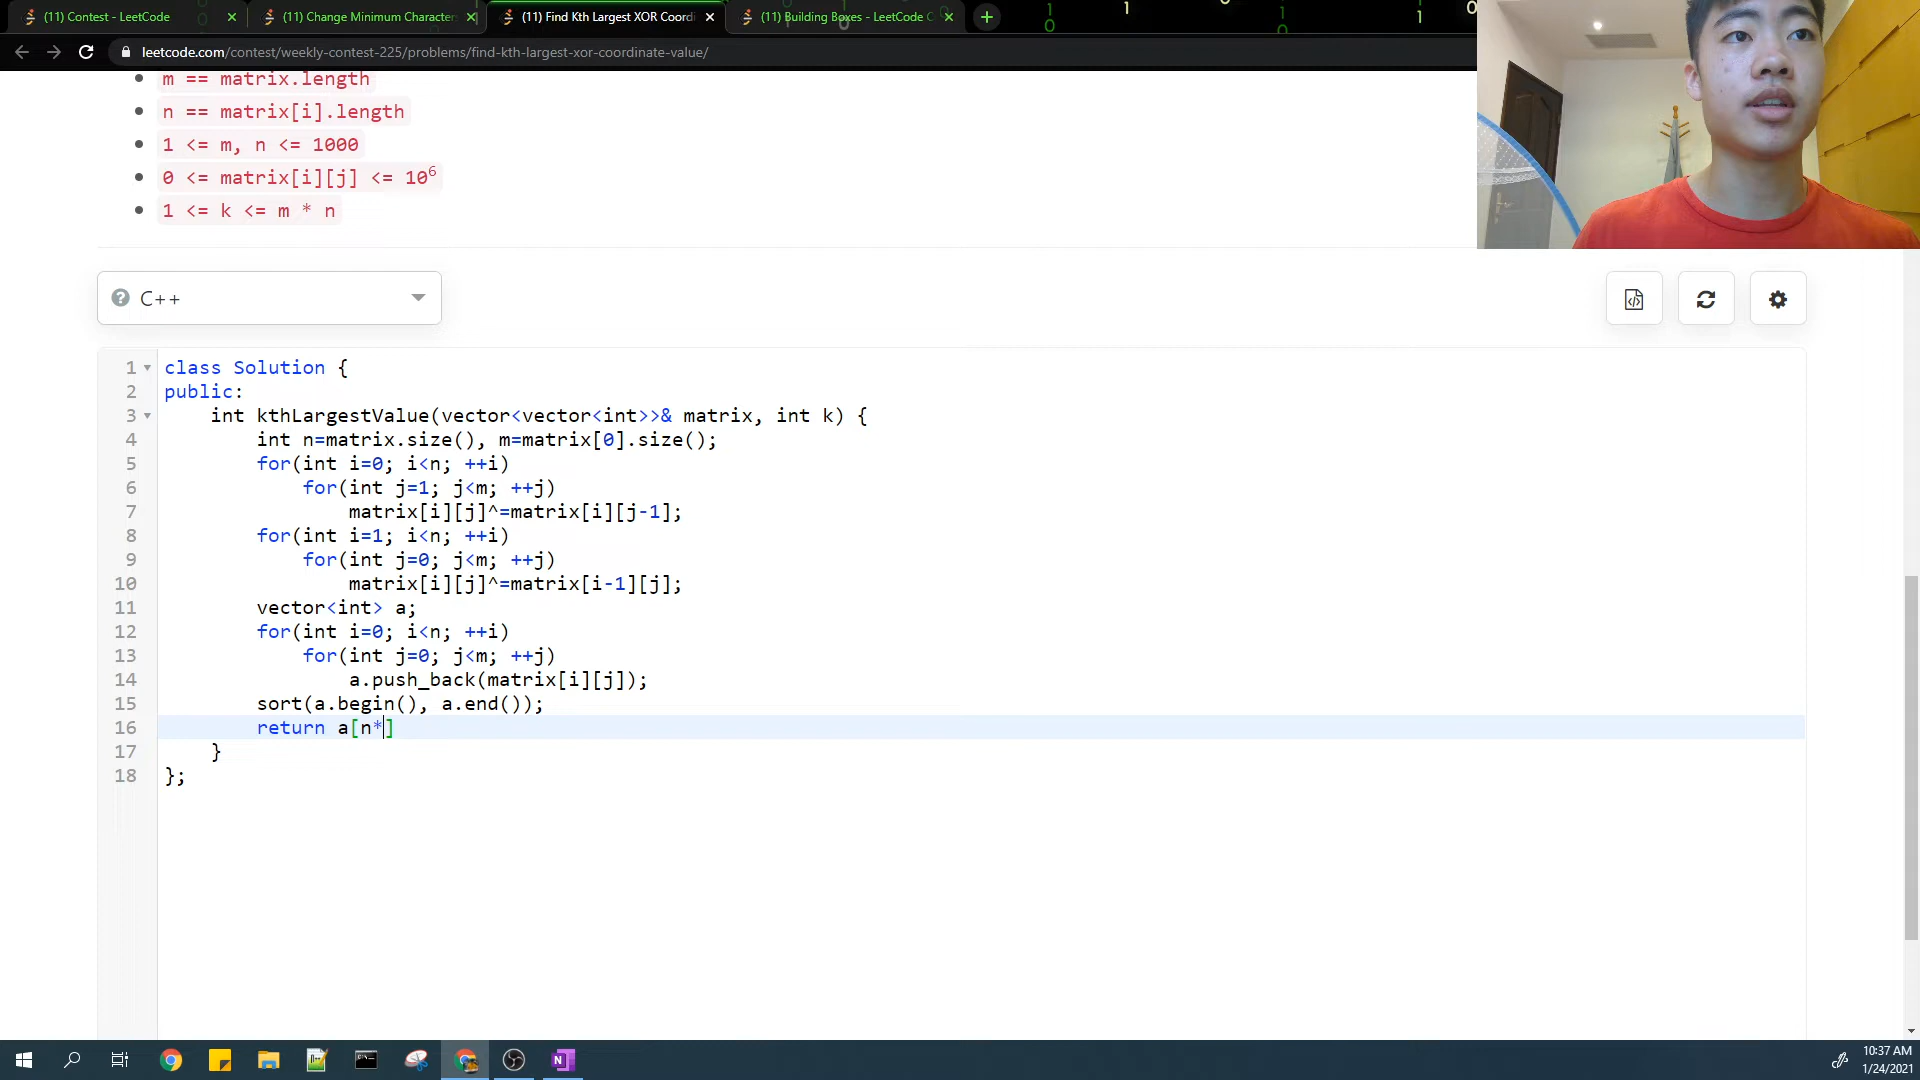 (11) Contest - LeetCode
(11) Change Minimum Character
(11) Find Kth Largest XOR Coordi
(11) Building Boxes - LeetCode C
leetcode.com/contest/weekly-contest-225/problems/find-kth-largest-xor-coordinate-value/
m == matrix.length
n == matrix[i].length
1 <= m, n <= 1000
0 <= matrix[i][j] <= 10⁶
1 <= k <= m * n
C++
1 class Solution {
2 public:
3 int kthLargestValue(vector<vector<int>>& matrix, int k) {
4 int n=matrix.size(), m=matrix[0].size();
5 for(int i=0; i<n; ++i)
6 for(int j=1; j<m; ++j)
7 matrix[i][j]^=matrix[i][j-1];
8 for(int i=1; i<n; ++i)
9 for(int j=0; j<m; ++j)
10 matrix[i][j]^=matrix[i-1][j];
11 vector<int> a;
12 for(int i=0; i<n; ++i)
13 for(int j=0; j<m; ++j)
14 a.push_back(matrix[i][j]);
15 sort(a.begin(), a.end());
16 return a[n*]
17 }
18 };
10:37 AM
1/24/2021